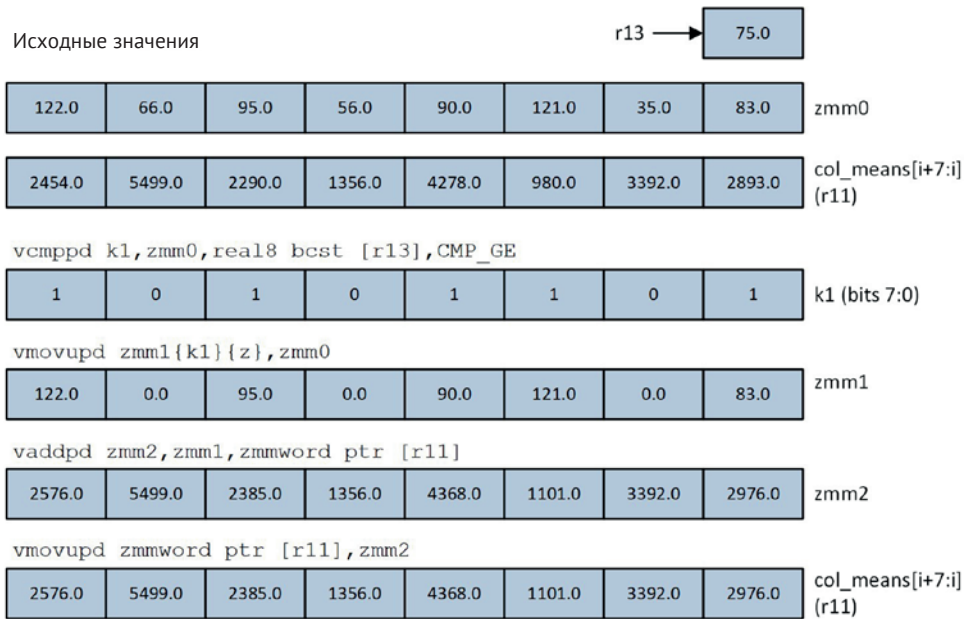 Исходные значения r13 75.0
122.0 66.0 95.0 56.0 90.0 121.0 35.0 83.0 zmm0
2454.0 5499.0 2290.0 1356.0 4278.0 980.0 3392.0 2893.0 col_means[i+7:i]
(r11)
vcmppd k1,zmm0,real8 bcst [r13],CMP_GE
1 0 1 0 1 1 0 1 k1 (bits 7:0)
vmovupd zmm1{k1}{z},zmm0
122.0 0.0 95.0 0.0 90.0 121.0 0.0 83.0 zmm1
vaddpd zmm2,zmm1,zmmword ptr [r11]
2576.0 5499.0 2385.0 1356.0 4368.0 1101.0 3392.0 2976.0 zmm2
vmovupd zmmword ptr [r11],zmm2
2576.0 5499.0 2385.0 1356.0 4368.0 1101.0 3392.0 2976.0 col_means[i+7:i]
(r11)